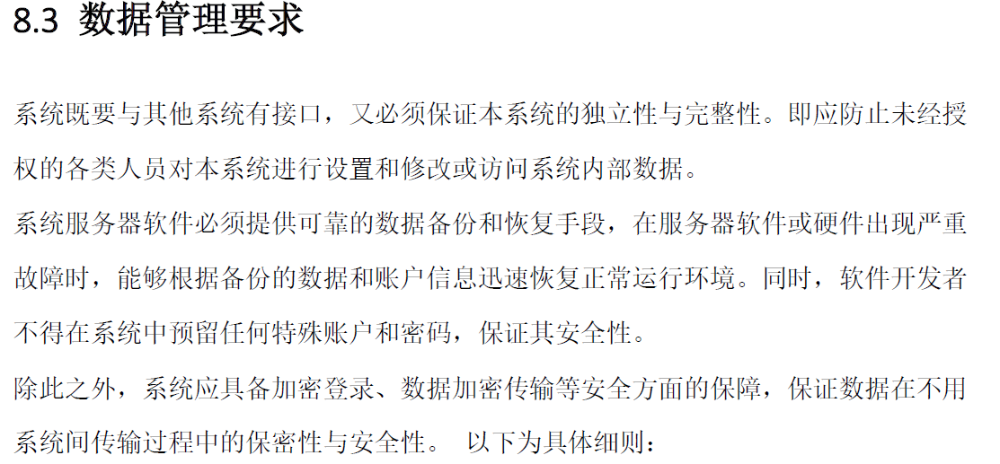 8.3 数据管理要求
系统既要与其他系统有接口，又必须保证本系统的独立性与完整性。即应防止未经授
权的各类人员对本系统进行设置和修改或访问系统内部数据。
系统服务器软件必须提供可靠的数据备份和恢复手段，在服务器软件或硬件出现严重
故障时，能够根据备份的数据和账户信息迅速恢复正常运行环境。同时，软件开发者
不得在系统中预留任何特殊账户和密码，保证其安全性。
除此之外，系统应具备加密登录、数据加密传输等安全方面的保障，保证数据在不用
系统间传输过程中的保密性与安全性。 以下为具体细则：